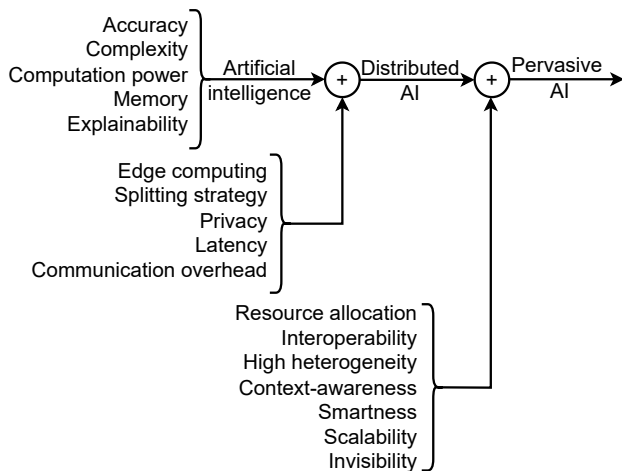 Accuracy
Complexity
Computation power
Memory
Explainability
Artificial
intelligence
+
Distributed
AI
+
Pervasive
AI
Edge computing
Splitting strategy
Privacy
Latency
Communication overhead
Resource allocation
Interoperability
High heterogeneity
Context-awareness
Smartness
Scalability
Invisibility